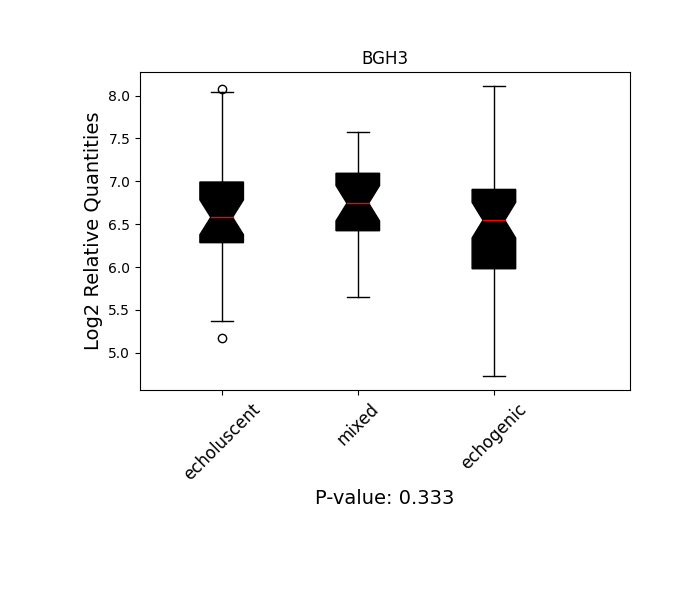 BGH3
Log2 Relative Quantities
8.0
7.5
7.0
6.5
6.0
5.5
5.0
echoluscent
mixed
echogenic
P-value: 0.333